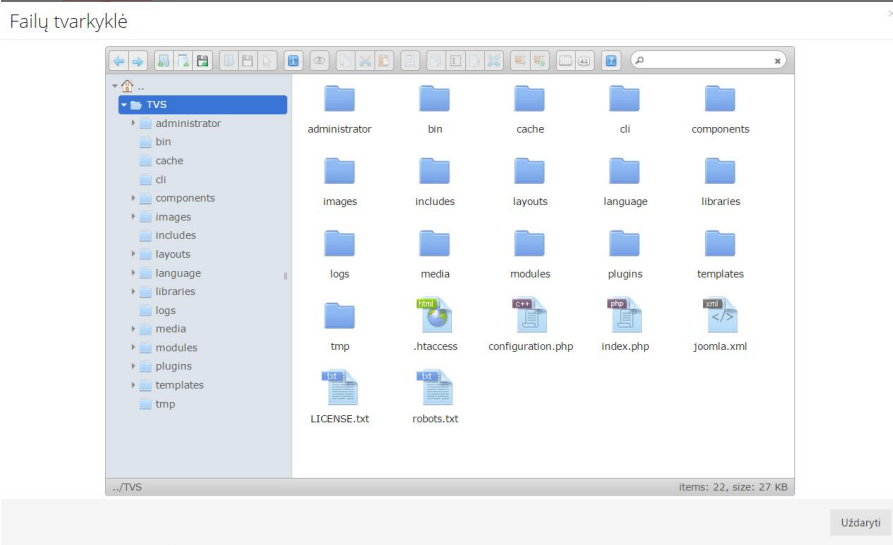 Failų tvarkyklė
..
TVS
administrator
bin
cache
cli
components
images
includes
layouts
language
libraries
logs
media
modules
plugins
templates
tmp
administrator bin cache cli components
images includes layouts language libraries
logs media modules plugins templates
html c++ php xml
tmp .htaccess configuration.php index.php joomla.xml
txt txt
LICENSE.txt robots.txt
../TVS items: 22, size: 27 KB
Uždaryti